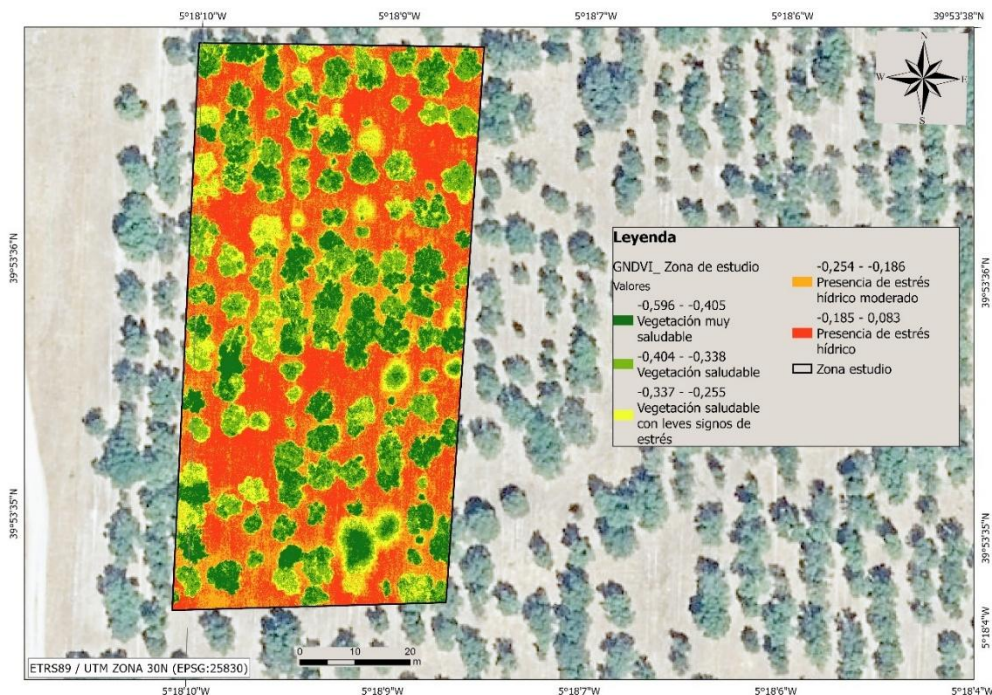 5°18'10"W 5°18'9"W 5°18'7"W 5°18'6"W 39°53'38"N
N
W E
S
39°53'36"N
39°53'36"N
Leyenda
GNDVI_ Zona de estudio
Valores
-0,596 - -0,405
Vegetación muy
saludable
-0,404 - -0,338
Vegetación saludable
-0,337 - -0,255
Vegetación saludable
con leves signos de
estrés
-0,254 - -0,186
Presencia de estrés
hídrico moderado
-0,185 - 0,083
Presencia de estrés
hídrico
Zona estudio
39°53'35"N
39°53'35"N
5°18'4"W
0 10 20
m
ETRS89 / UTM ZONA 30N (EPSG:25830)
5°18'10"W 5°18'9"W 5°18'7"W 5°18'6"W 5°18'4"W